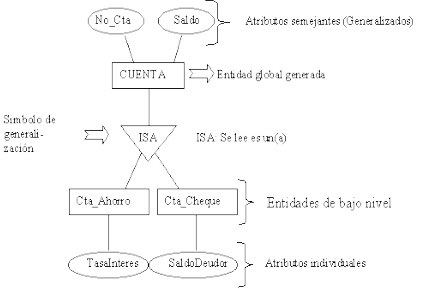 No_Cta
Saldo
Atributos semejantes (Generalizados)
CUENTA
Entidad global generada
Simbolo de
generali-
zación
ISA
ISA: Se lee es un(a)
Cta_Ahorro
Cta_Cheque
Entidades de bajo nivel
TasaInteres
SaldoDeudor
Atributos individuales